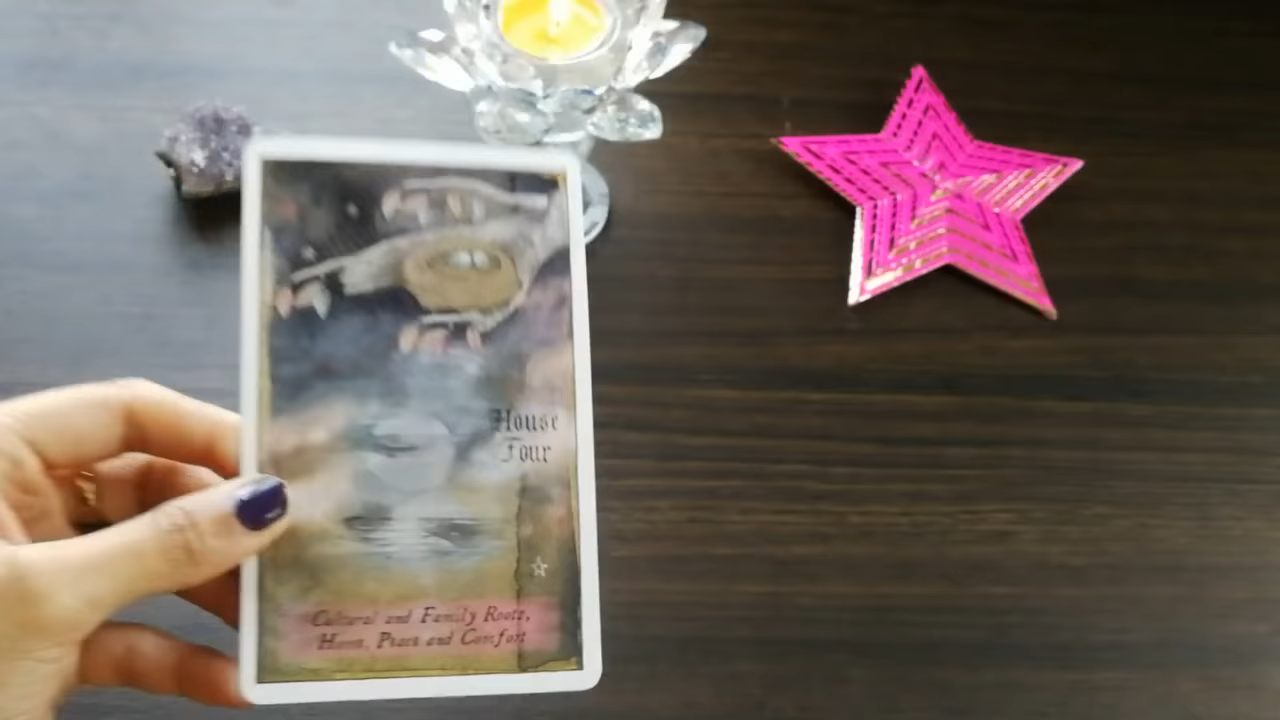 House
Four
Cultural and Family Roots,
Home, Peace and Comfort